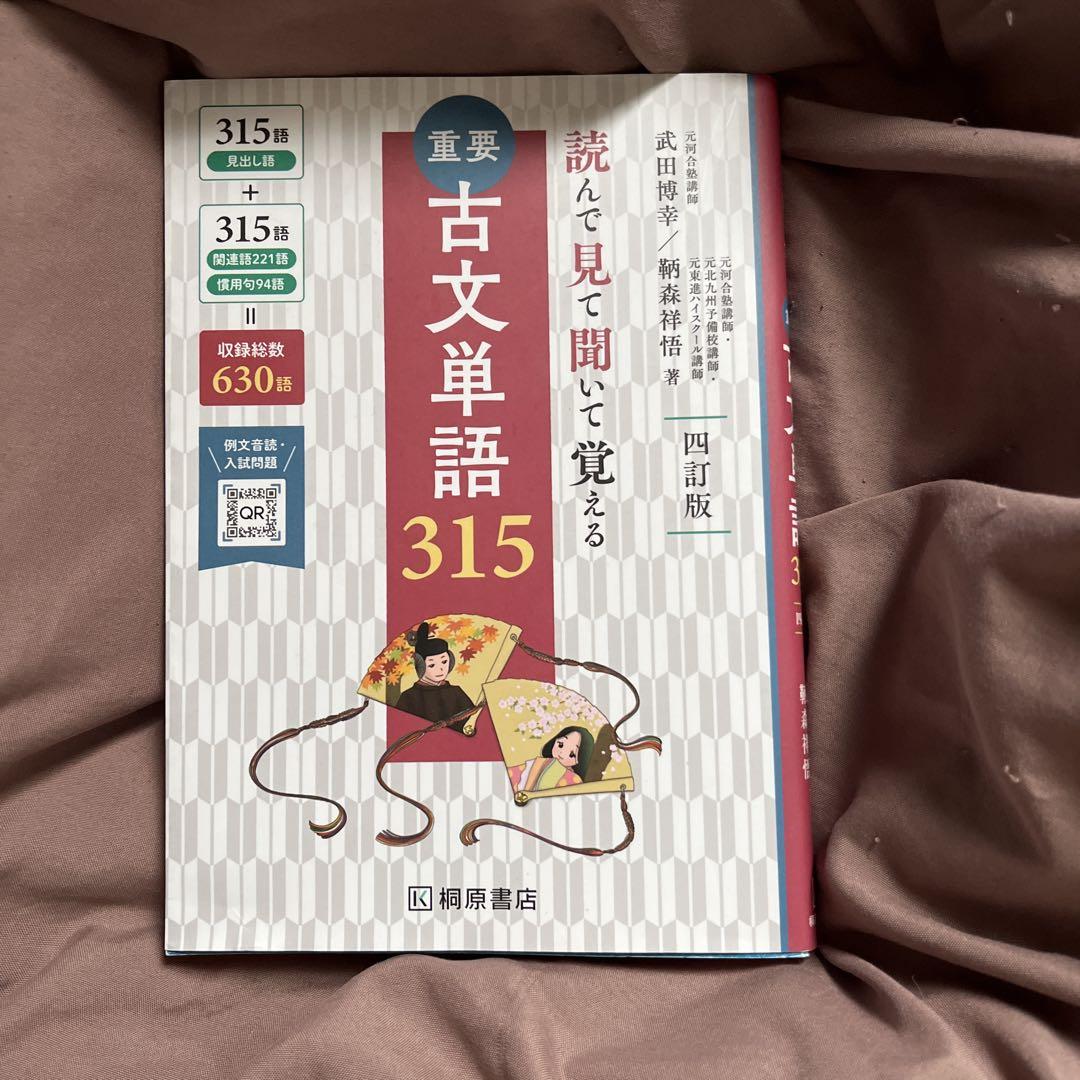 元河合塾講師
武田博幸／鞆森祥悟 著
元河合塾講師・
元北九州予備校講師・
元東進ハイスクール講師
四訂版
読んで見て聞いて覚える
重要
古文単語
315
315語
見出し語
+
315語
関連語221語
慣用句94語
=
収録総数
630語
例文音読・
入試問題
QR
桐原書店